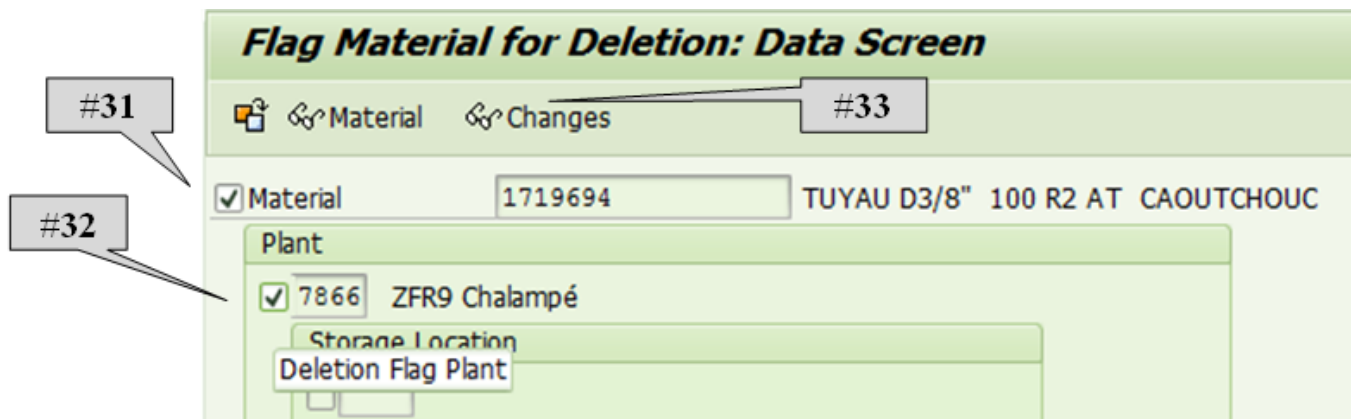 Flag Material for Deletion: Data Screen
#31
Material Changes
#33
Material 1719694 TUYAU D3/8" 100 R2 AT CAOUTCHOUC
#32
Plant
7866 ZFR9 Chalampé
Storage Location
Deletion Flag Plant